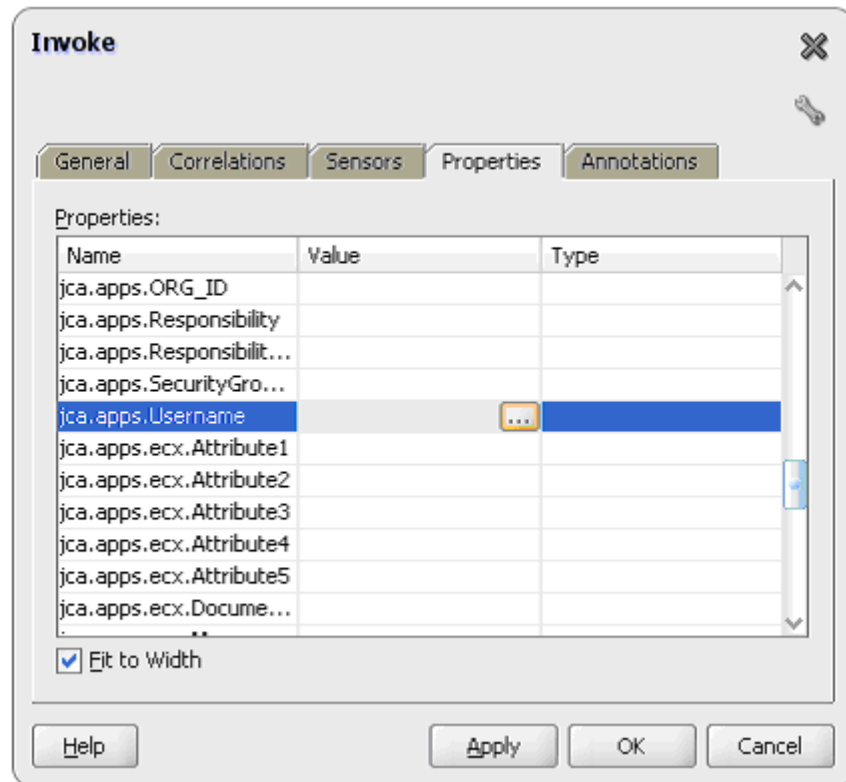 Invoke
General Correlations Sensors Properties Annotations
Properties:
Name Value Type
jca.apps.ORG_ID
jca.apps.Responsibility
jca.apps.Responsibilit...
jca.apps.SecurityGro...
jca.apps.Username ...
jca.apps.ecx.Attribute1
jca.apps.ecx.Attribute2
jca.apps.ecx.Attribute3
jca.apps.ecx.Attribute4
jca.apps.ecx.Attribute5
jca.apps.ecx.Docume...
Fit to Width
Help Apply OK Cancel